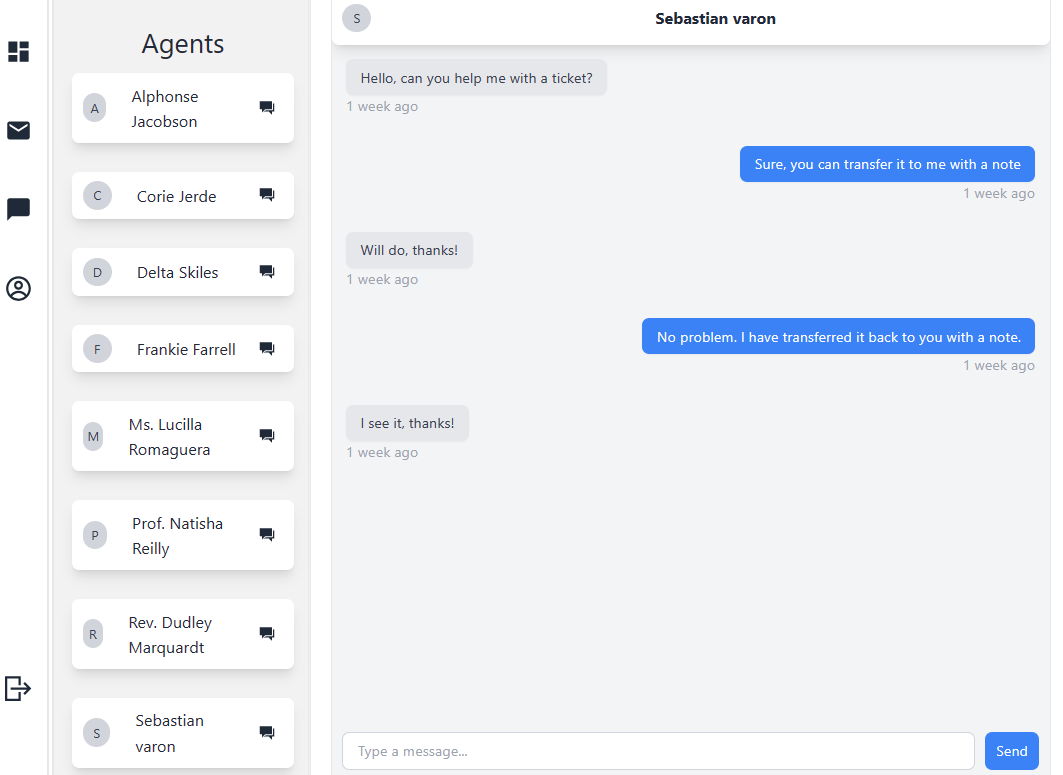 Agents
A
Alphonse
Jacobson
C
Corie Jerde
D
Delta Skiles
F
Frankie Farrell
M
Ms. Lucilla
Romaguera
P
Prof. Natisha
Reilly
R
Rev. Dudley
Marquardt
S
Sebastian
varon
S
Sebastian varon
Hello, can you help me with a ticket?
1 week ago
Sure, you can transfer it to me with a note
1 week ago
Will do, thanks!
1 week ago
No problem. I have transferred it back to you with a note.
1 week ago
I see it, thanks!
1 week ago
Type a message...
Send